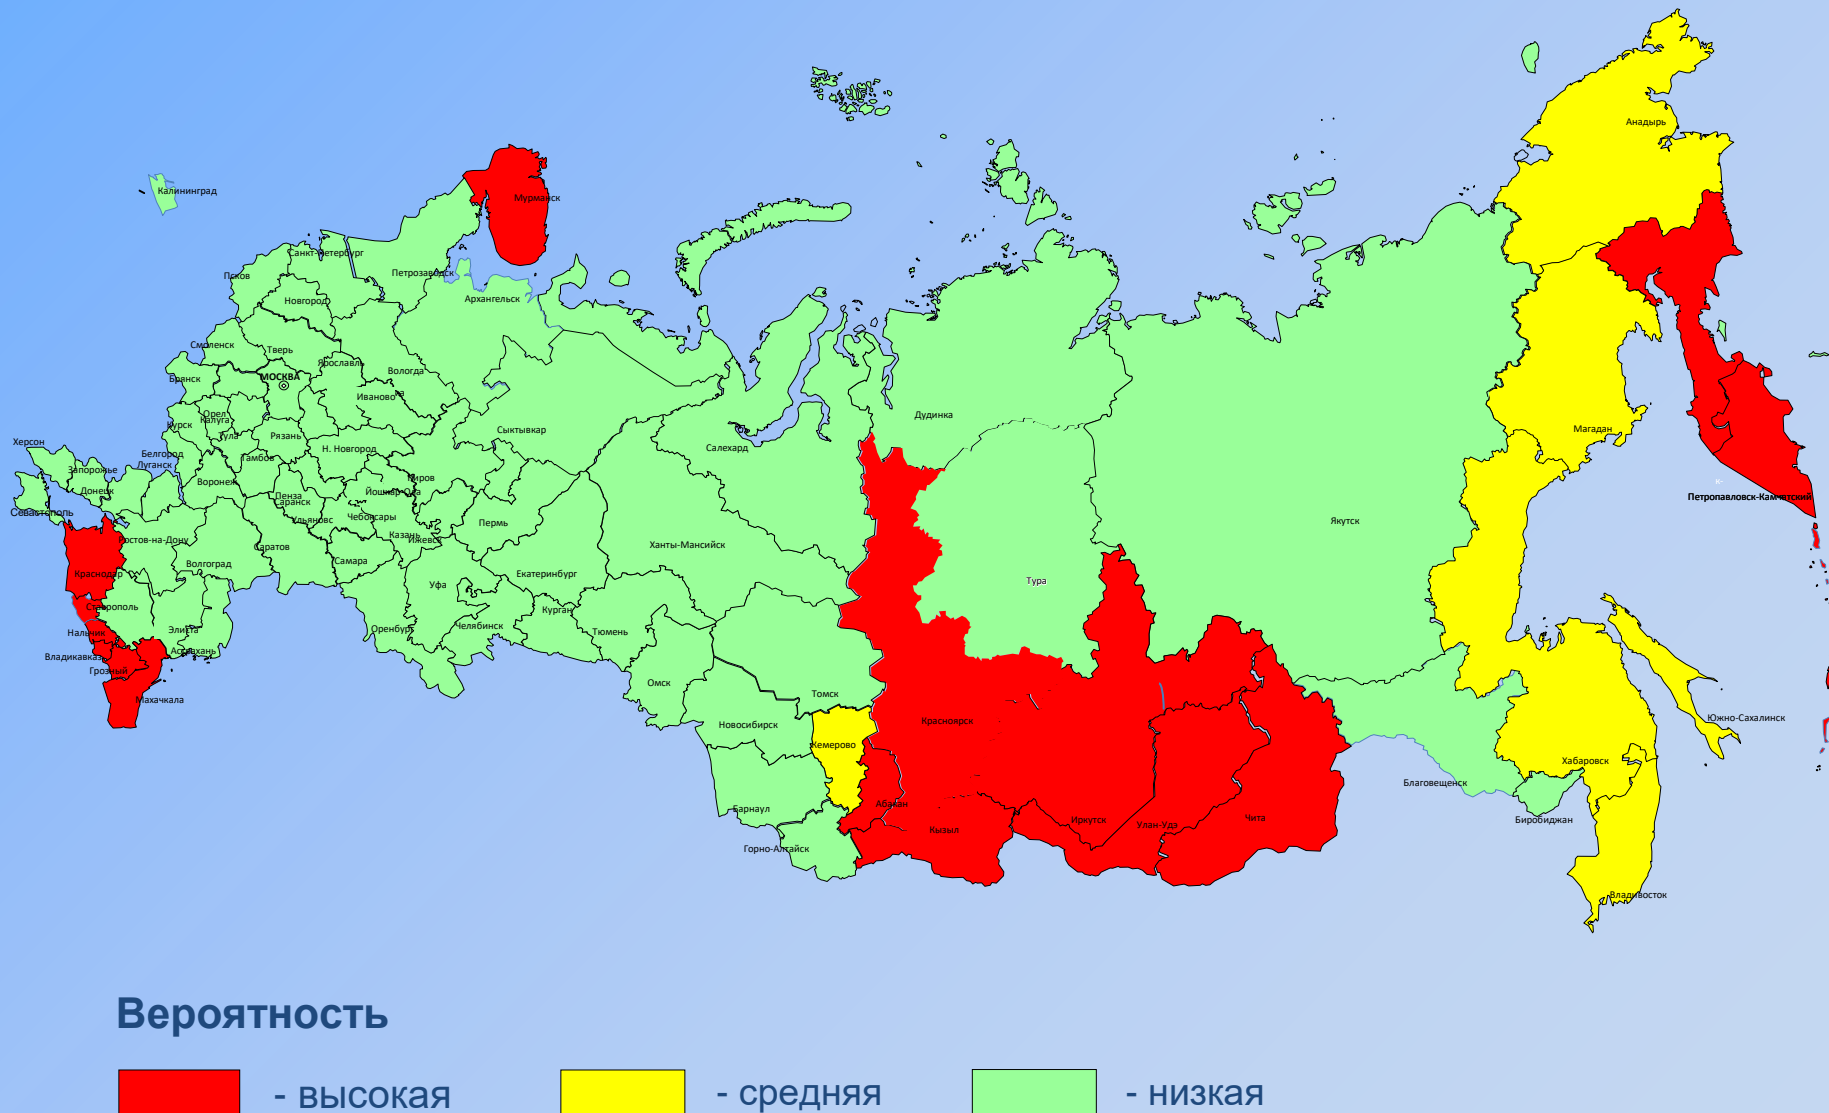 Анадырь
Калининград
Мурманск
Санкт-Петербург
Петрозаводск
Псков
Архангельск
Новгород
Смоленск
Тверь
Ярославль
Вологда
Брянск
МОСКВА
Иваново
Дудинка
Орел
Калуга
Курск
Тула
Рязань
Сыктывкар
Магадан
Херсон
Н. Новгород
Салехард
Белгород
Луганск
Тамбов
Запорожье
Воронеж
Киров
Донецк
Пенза
Йошкар-Ола
Саранск
Петропавловск-Камчатский
Севастополь
Ульяновс
Чебоксары
Пермь
Якутск
Ростов-на-Дону
Казань
Ижевск
Саратов
Ханты-Мансийск
Волгоград
Самара
Краснодар
Уфа
Екатеринбург
Тура
Ставрополь
Курган
Нальчик
Элиста
Оренбург
Челябинск
Тюмень
Владикавказ
Астрахань
Грозный
Махачкала
Омск
Томск
Новосибирск
Красноярск
Южно-Сахалинск
Кемерово
Хабаровск
Благовещенск
Барнаул
Абакан
Кызыл
Иркутск
Улан-Удэ
Чита
Биробиджан
Горно-Алтайск
Владивосток
Вероятность
- высокая
- средняя
- низкая